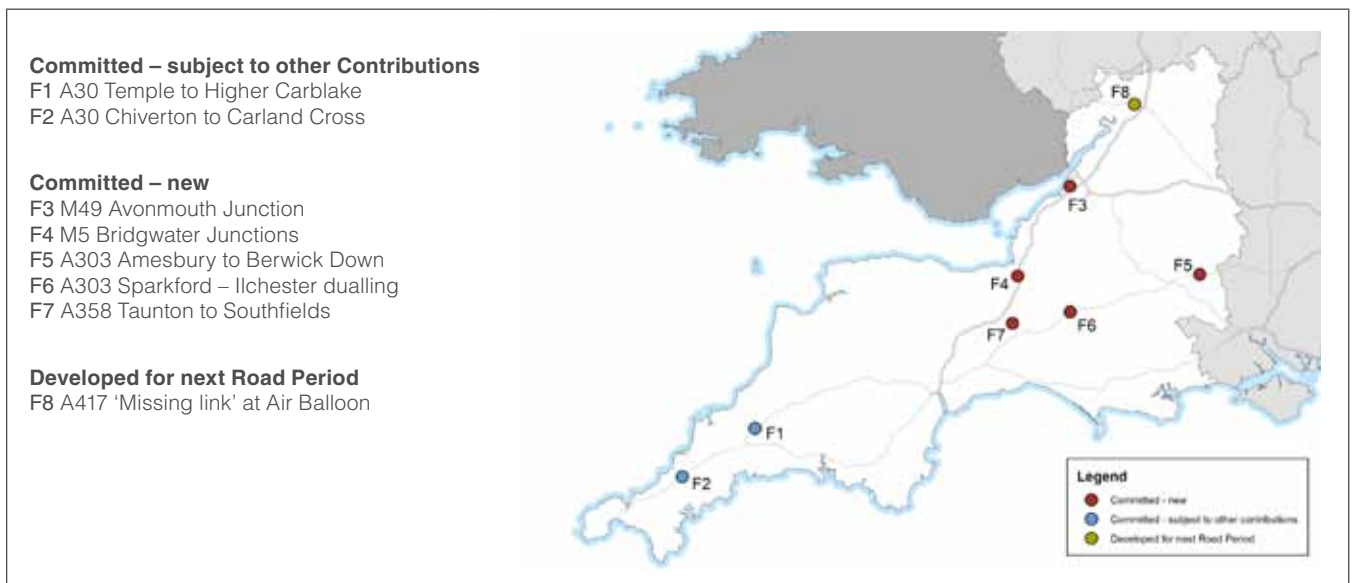 Committed – subject to other Contributions
F1 A30 Temple to Higher Carblake
F2 A30 Chiverton to Carland Cross
Committed – new
F3 M49 Avonmouth Junction
F4 M5 Bridgwater Junctions
F5 A303 Amesbury to Berwick Down
F6 A303 Sparkford – Ilchester dualling
F7 A358 Taunton to Southfields
Developed for next Road Period
F8 A417 ‘Missing link’ at Air Balloon
F8
F3
F4
F5
F7
F6
F1
F2
Legend
Committed - new
Committed - subject to other contributions
Developed for next Road Period